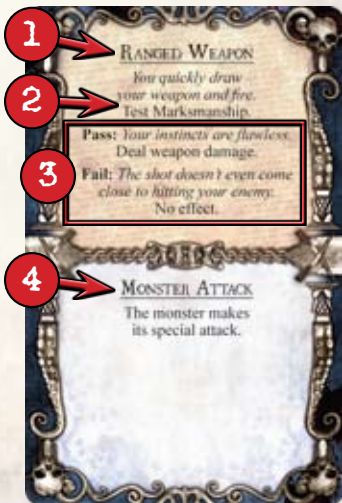 1
RANGED WEAPON
You quickly draw
your weapon and fire.
2
Test Marksmanship.
3
Pass: Your instincts are flawless.
Deal weapon damage.
Fail: The shot doesn't even come
close to hitting your enemy.
No effect.
4
MONSTER ATTACK
The monster makes
its special attack.